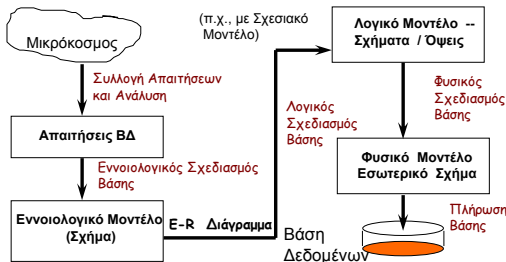 Μικρόκοσμος
Συλλογή Απαιτήσεων
και Ανάλυση
Απαιτήσεις ΒΔ
Εννοιολογικός Σχεδιασμός
Βάσης
Εννοιολογικό Μοντέλο
(Σχήμα)
E-R Διάγραμμα
(π.χ., με Σχεσιακό
Μοντέλο)
Λογικός
Σχεδιασμός
Βάσης
Λογικό Μοντέλο --
Σχήματα / Όψεις
Φυσικός
Σχεδιασμός
Βάσης
Φυσικό Μοντέλο
Εσωτερικό Σχήμα
Πλήρωση
Βάσης
Βάση
Δεδομένων